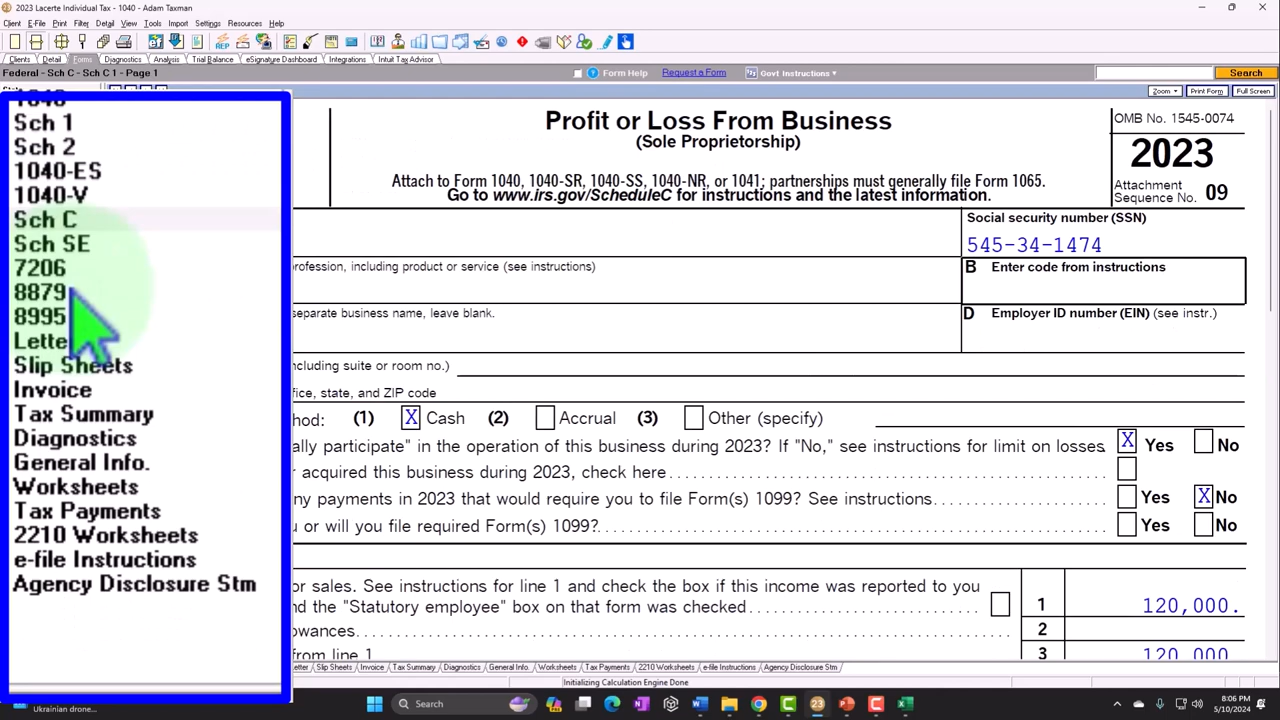 2023 Lacerte Individual Tax - 1040 - Adam Taxman
Client E-File Print Filter Detail View Tools Import Settings Resources Help
Clients Detail Forms Diagnostics Analysis Trial Balance eSignature Dashboard Integrations Intuit Tax Advisor
Federal - Sch C - Sch C 1 - Page 1
Form Help Request a Form Govt Instructions Search
Zoom Print Form Full Screen
1040
Sch 1
Sch 2
1040-ES
1040-V
Sch C
Sch SE
7206
8879
8995
Slip Sheets
Invoice
Tax Summary
Diagnostics
General Info.
Worksheets
Tax Payments
2210 Worksheets
e-file Instructions
Agency Disclosure Stm
Profit or Loss From Business
(Sole Proprietorship)
Attach to Form 1040, 1040-SR, 1040-SS, 1040-NR, or 1041; partnerships must generally file Form 1065.
Go to www.irs.gov/ScheduleC for instructions and the latest information.
OMB No. 1545-0074
2023
Attachment
Sequence No. 09
Social security number (SSN)
545-34-1474
profession, including product or service (see instructions)
B Enter code from instructions
separate business name, leave blank.
D Employer ID number (EIN) (see instr.)
including suite or room no.)
office, state, and ZIP code
hod: (1) X Cash (2) Accrual (3) Other (specify)
ally participate" in the operation of this business during 2023? If "No," see instructions for limit on losses. X Yes No
or acquired this business during 2023, check here
ny payments in 2023 that would require you to file Form(s) 1099? See instructions Yes X No
u or will you file required Form(s) 1099? Yes No
or sales. See instructions for line 1 and check the box if this income was reported to you
nd the "Statutory employee" box on that form was checked 1 120,000.
owances 2
from line 1 3 120,000.
Letter Slip Sheets Invoice Tax Summary Diagnostics General Info. Worksheets Tax Payments 2210 Worksheets e-file Instructions Agency Disclosure Stm
Initializing Calculation Engine Done
Ukrainian drone...
Search
23
8:06 PM
5/10/2024